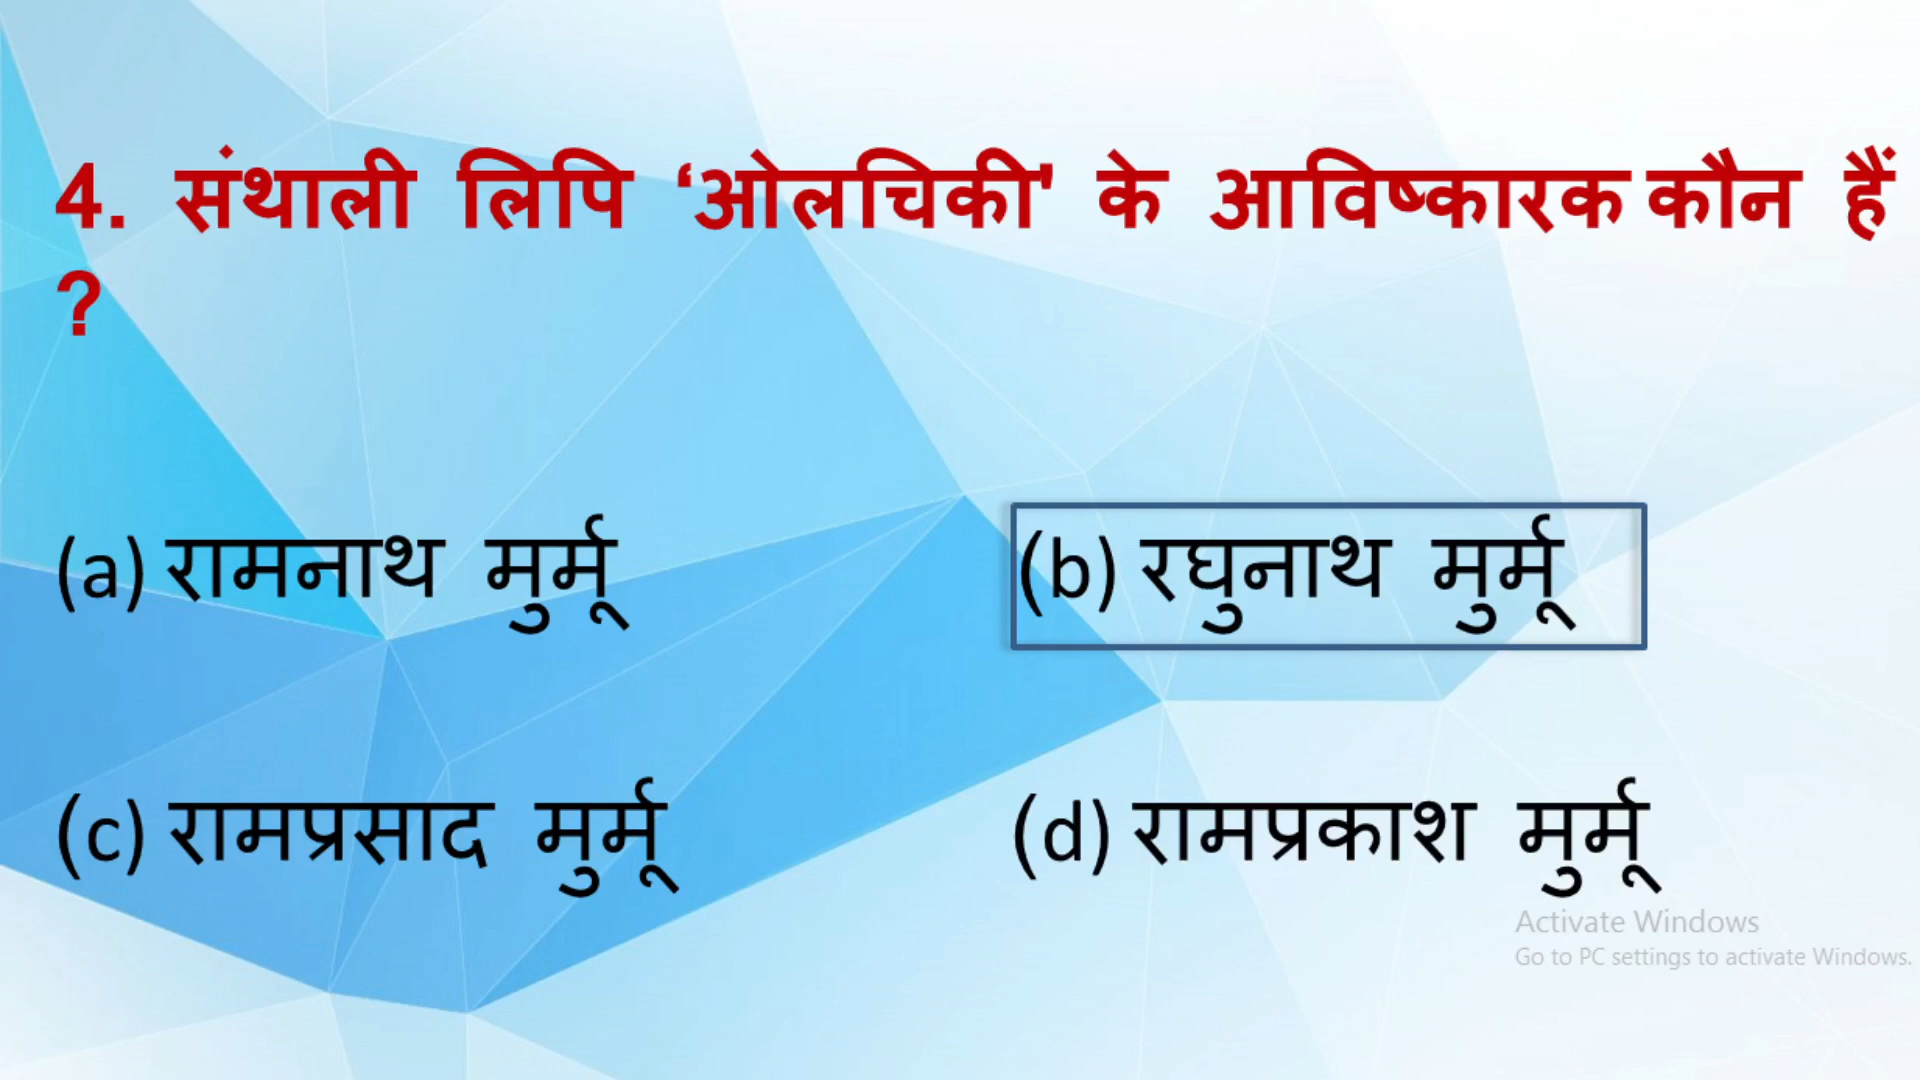 4. संथाली लिपि ‘ओलचिकी' के आविष्कारक कौन हैं
?
(a) रामनाथ मुर्मू
(b) रघुनाथ मुर्मू
(c) रामप्रसाद मुर्मू
(d) रामप्रकाश मुर्मू
Activate Windows
Go to PC settings to activate Windows.